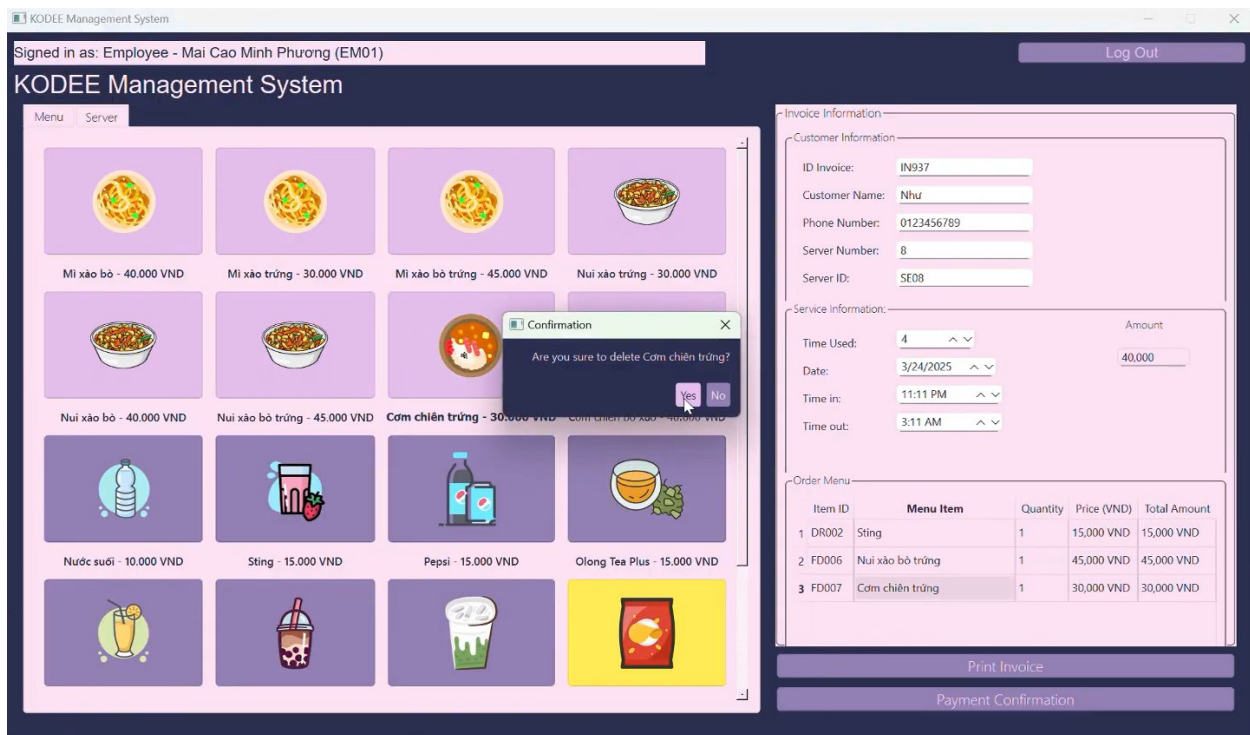 KODEE Management System
Signed in as: Employee - Mai Cao Minh Phương (EM01)
Log Out
KODEE Management System
Menu Server
Mì xào bò - 40.000 VND Mì xào trứng - 30.000 VND Mì xào bò trứng - 45.000 VND Nui xào trứng - 30.000 VND
Nui xào bò - 40.000 VND Nui xào bò trứng - 45.000 VND Cơm chiên trứng - 30.000 VND Cơm chiên bò xào - 40.000 VND
Nước suối - 10.000 VND Sting - 15.000 VND Pepsi - 15.000 VND Olong Tea Plus - 15.000 VND
Confirmation
Are you sure to delete Cơm chiên trứng?
Yes No
Invoice Information
Customer Information
ID Invoice: IN937
Customer Name: Như
Phone Number: 0123456789
Server Number: 8
Server ID: SE08
Service Information:
Amount
Time Used: 4
40,000
Date: 3/24/2025
Time in: 11:11 PM
Time out: 3:11 AM
Order Menu
Item ID Menu Item Quantity Price (VND) Total Amount
1 DR002 Sting 1 15,000 VND 15,000 VND
2 FD006 Nui xào bò trứng 1 45,000 VND 45,000 VND
3 FD007 Cơm chiên trứng 1 30,000 VND 30,000 VND
Print Invoice
Payment Confirmation